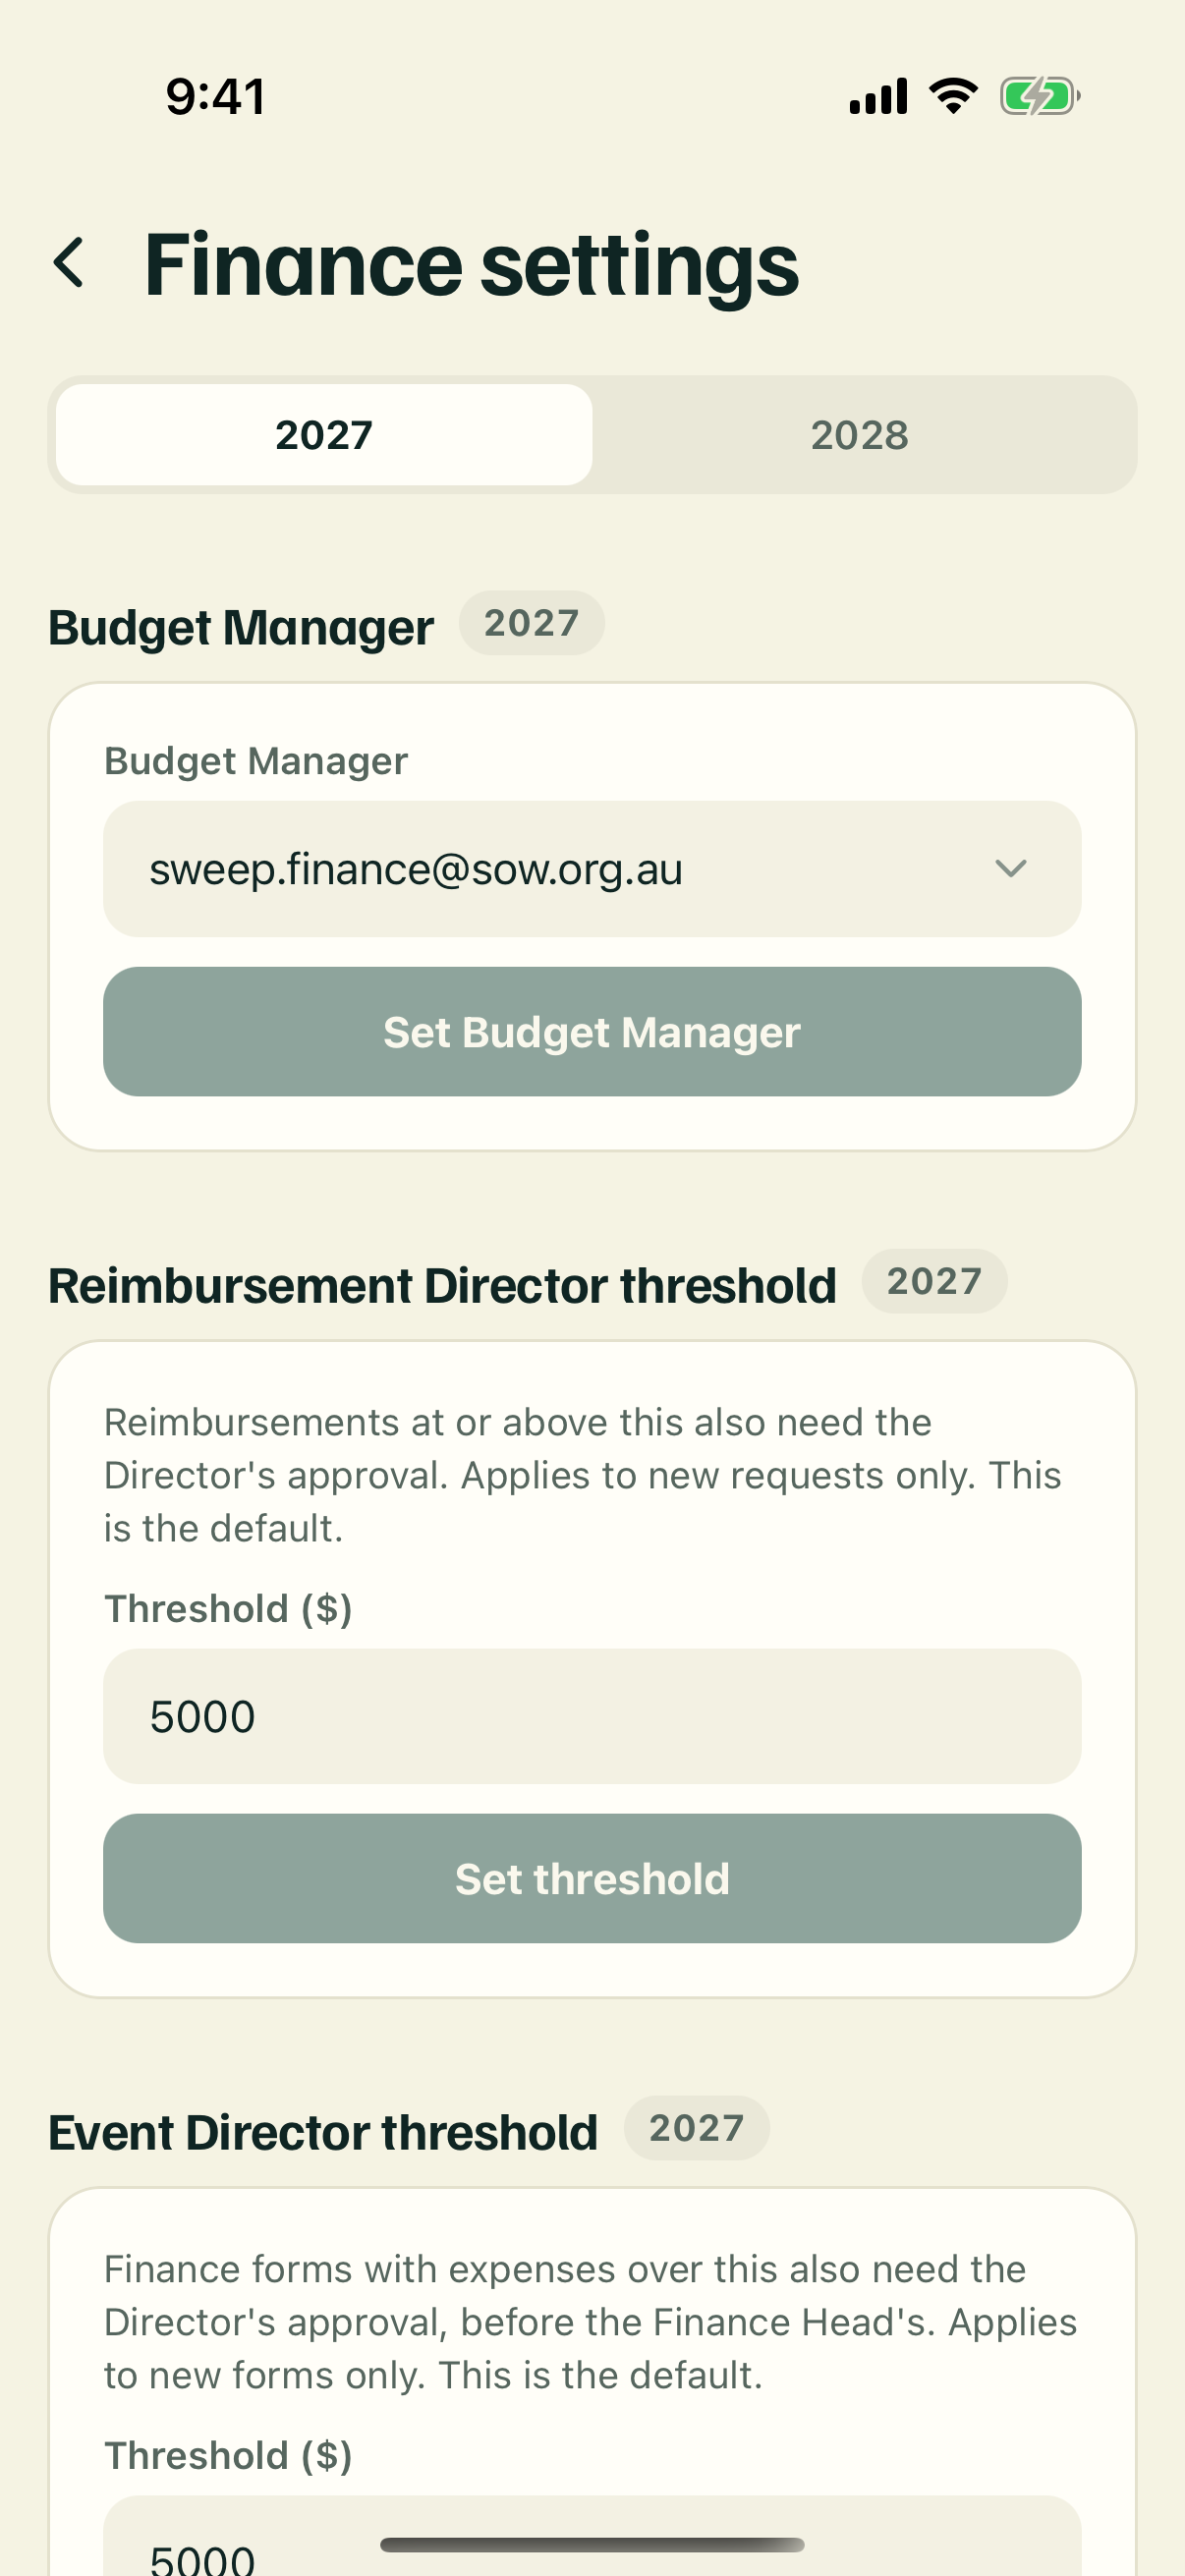 9:41
Finance settings
2027
2028
Budget Manager
2027
Budget Manager
sweep.finance@sow.org.au
Set Budget Manager
Reimbursement Director threshold
2027
Reimbursements at or above this also need the
Director's approval. Applies to new requests only. This
is the default.
Threshold ($)
5000
Set threshold
Event Director threshold
2027
Finance forms with expenses over this also need the
Director's approval, before the Finance Head's. Applies
to new forms only. This is the default.
Threshold ($)
5000